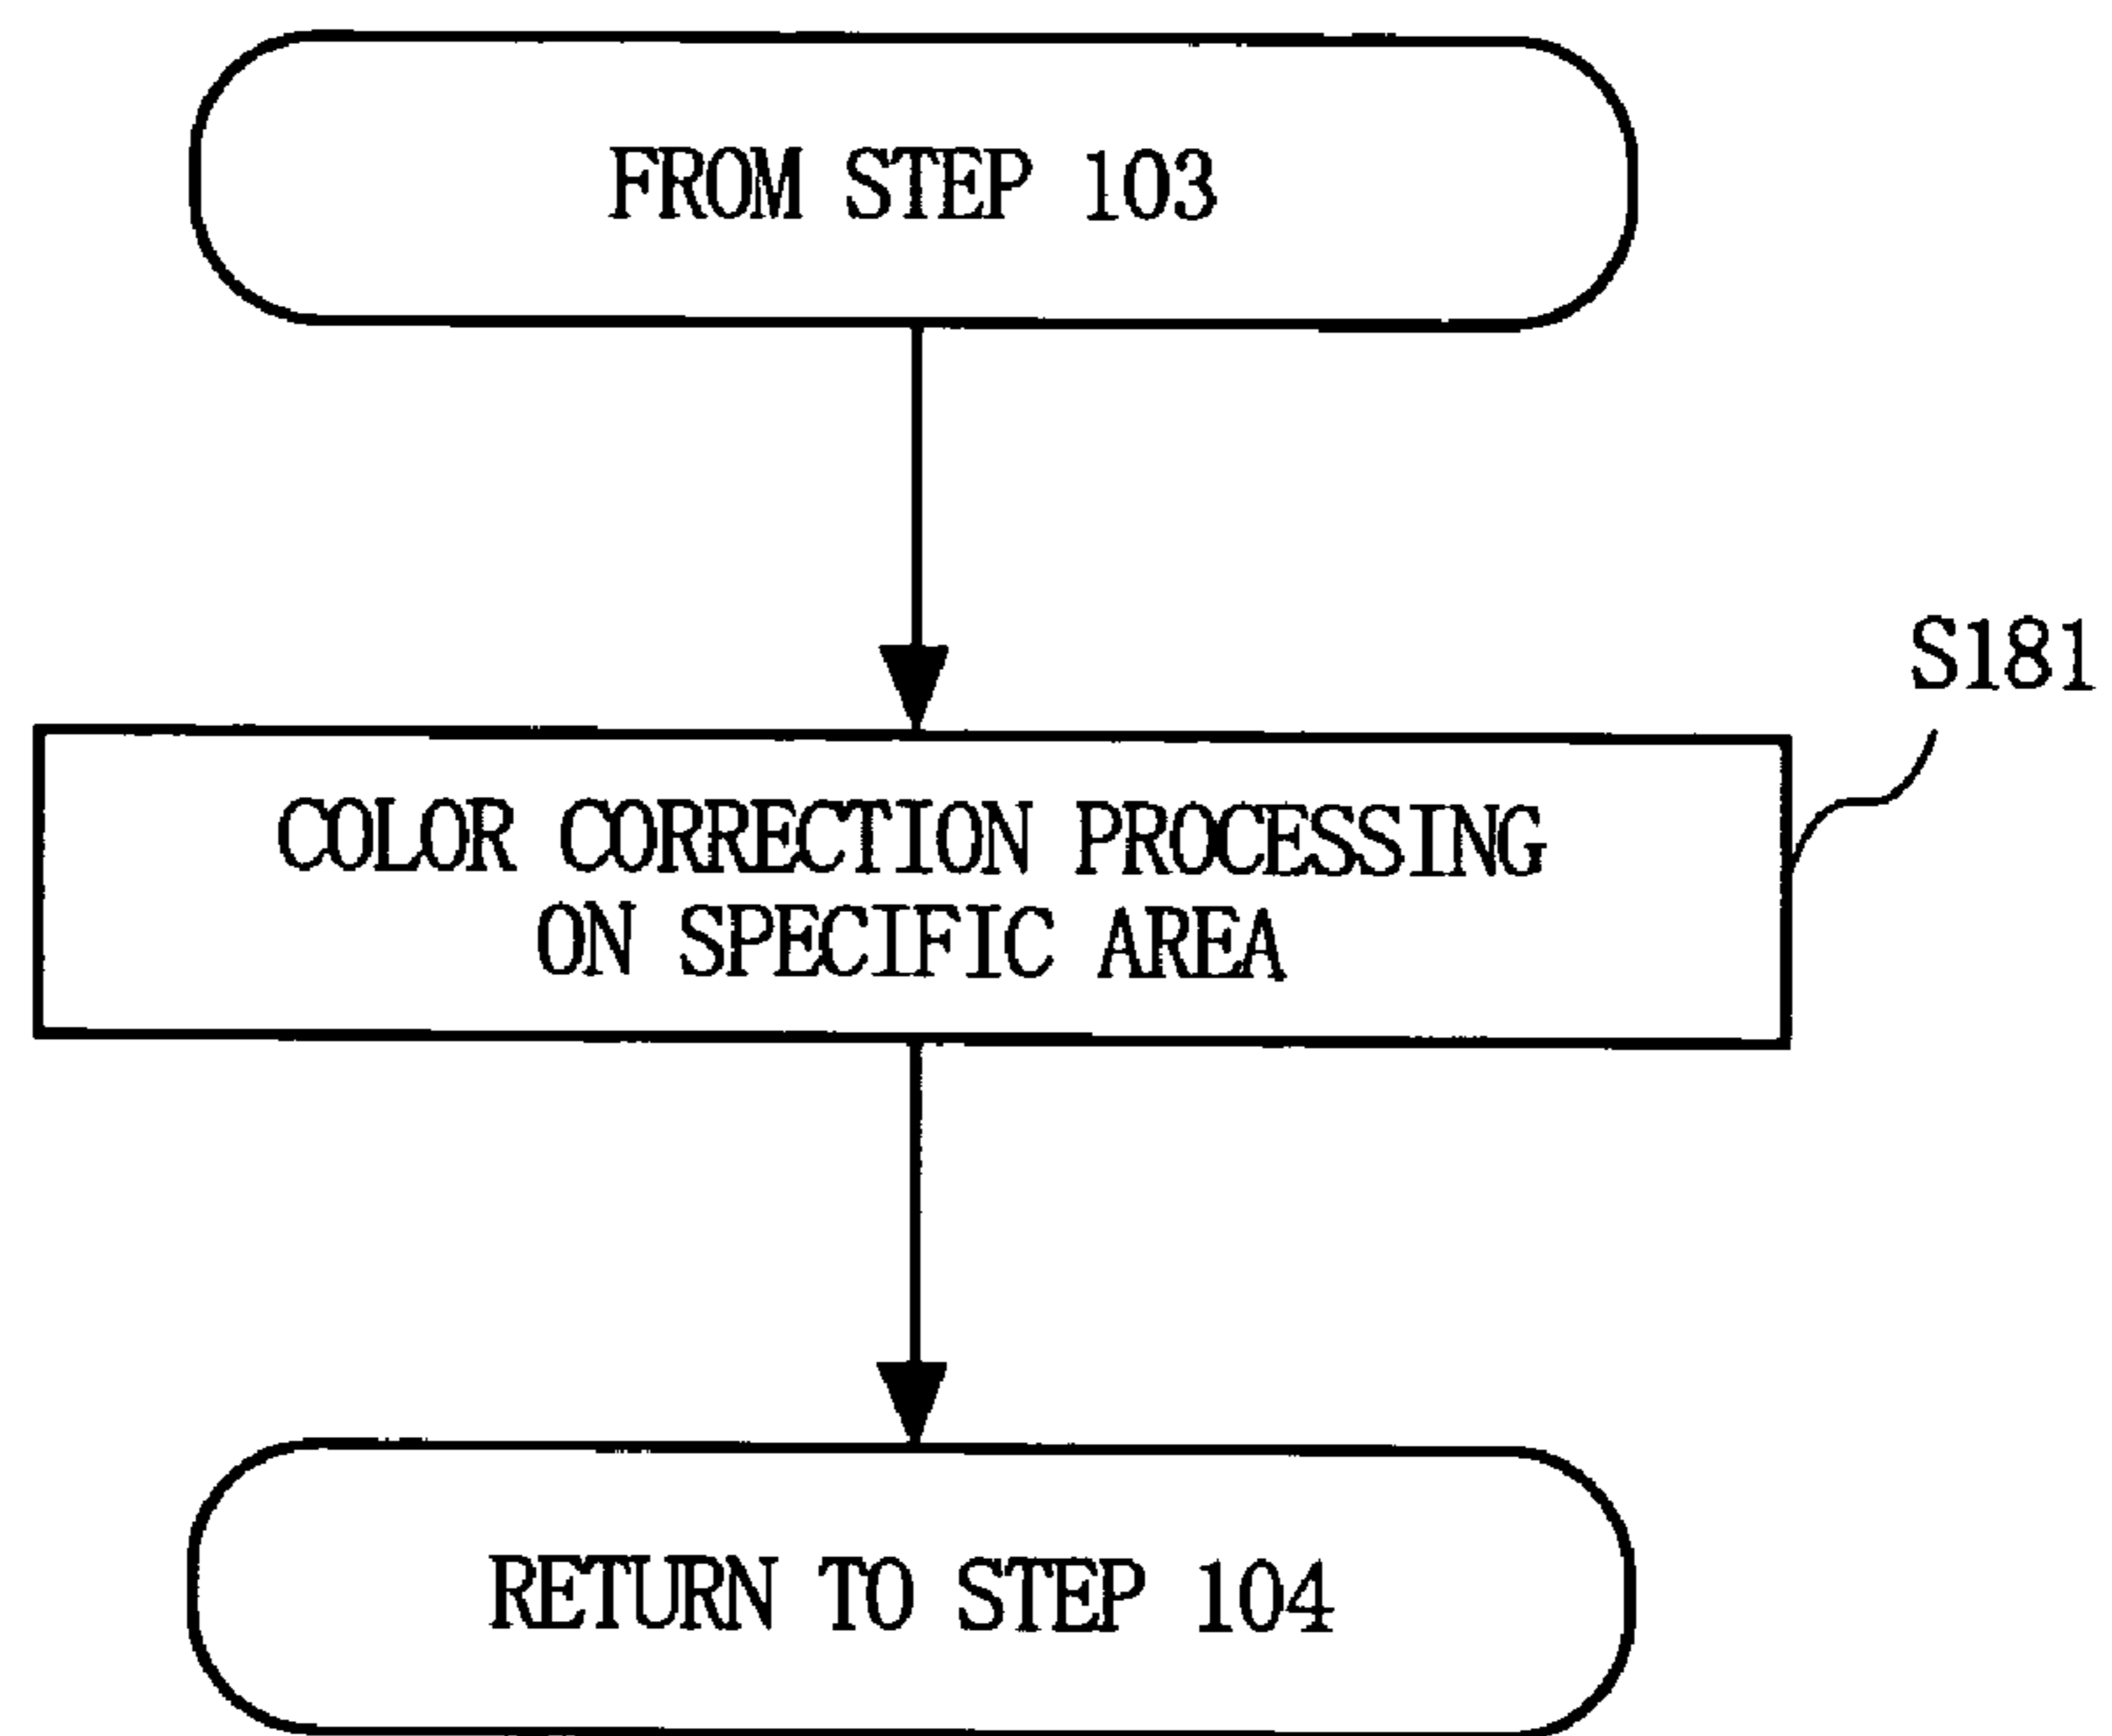 FROM STEP 103
S181
COLOR CORRECTION PROCESSING
ON SPECIFIC AREA
RETURN TO STEP 104